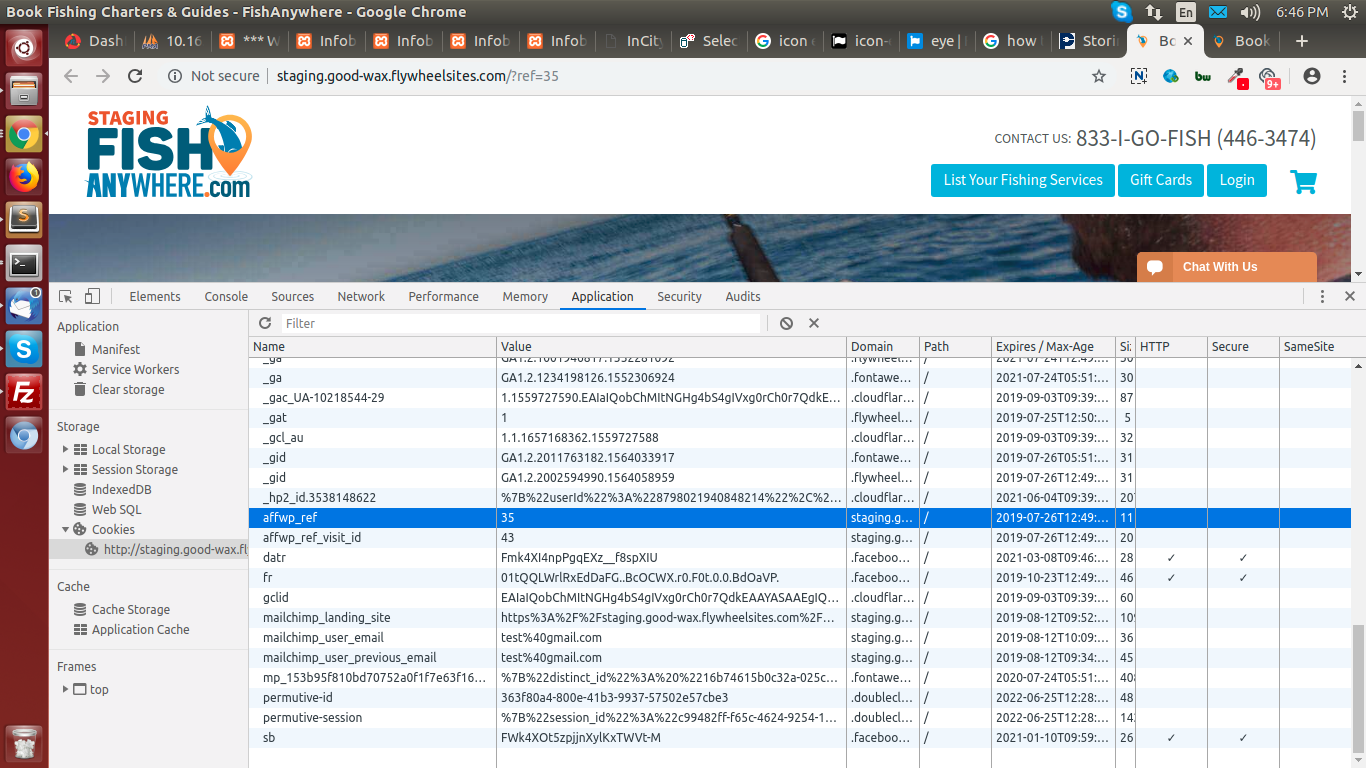 Book Fishing Charters & Guides - FishAnywhere - Google Chrome
En 6:46 PM
Dash 10.16 *** W Infob Infob Infob Infob InCity Selec icon e icon- eye | how Stori Bo Book
Not secure staging.good-wax.flywheelsites.com/?ref=35
9+
STAGING
FISH
ANYWHERE.com
CONTACT US: 833-I-GO-FISH (446-3474)
List Your Fishing Services Gift Cards Login
Chat With Us
Elements Console Sources Network Performance Memory Application Security Audits
Application
Manifest
Service Workers
Clear storage
Storage
Local Storage
Session Storage
IndexedDB
Web SQL
Cookies
http://staging.good-wax.fl
Cache
Cache Storage
Application Cache
Frames
top
Filter
Name Value Domain Path Expires / Max-Age Si: HTTP Secure SameSite
_ga GA1.2.1234198126.1552306924 .fontawe... / 2021-07-24T05:51:... 30
_gac_UA-10218544-29 1.1559727590.EAIaIQobChMItNGHg4bS4gIVxg0rCh0r7QdkE... .cloudflar... / 2019-09-03T09:39:... 87
_gat 1 .flywheel... / 2019-07-25T12:50:... 5
_gcl_au 1.1.1657168362.1559727588 .cloudflar... / 2019-09-03T09:39:... 32
_gid GA1.2.2011763182.1564033917 .fontawe... / 2019-07-26T05:51:... 31
_gid GA1.2.2002594990.1564058959 .flywheel... / 2019-07-26T12:49:... 31
_hp2_id.3538148622 %7B%22userId%22%3A%228798021940848214%22%2C%2... .cloudflar... / 2021-06-04T09:39:... 207
affwp_ref 35 staging.g... / 2019-07-26T12:49:... 11
affwp_ref_visit_id 43 staging.g... / 2019-07-26T12:49:... 20
datr Fmk4XI4npPgqEXz__f8spXIU .faceboo... / 2021-03-08T09:46:... 28 ✓ ✓
fr 01tQQLWrlRxEdDaFG..BcOCWX.r0.F0t.0.0.BdOaVP. .faceboo... / 2019-10-23T12:49:... 46 ✓ ✓
gclid EAIaIQobChMItNGHg4bS4gIVxg0rCh0r7QdkEAAYASAAEgIQ... .cloudflar... / 2019-09-03T09:39:... 60
mailchimp_landing_site https%3A%2F%2Fstaging.good-wax.flywheelsites.com%2F... staging.g... / 2019-08-12T09:52:... 109
mailchimp_user_email test%40gmail.com staging.g... / 2019-08-12T10:09:... 36
mailchimp_user_previous_email test%40gmail.com staging.g... / 2019-08-12T09:34:... 45
mp_153b95f810bd70752a0f1f7e63f16... %7B%22distinct_id%22%3A%20%2216b74615b0c32a-025c... .fontawe... / 2020-07-24T05:51:... 408
permutive-id 363f80a4-800e-41b3-9937-57502e57cbe3 .doublecl... / 2022-06-25T12:28:... 48
permutive-session %7B%22session_id%22%3A%22c99482ff-f65c-4624-9254-1... .doublecl... / 2022-06-25T12:28:... 142
sb FWk4XOt5zpjjnXylKxTWVt-M .faceboo... / 2021-01-10T09:59:... 26 ✓ ✓